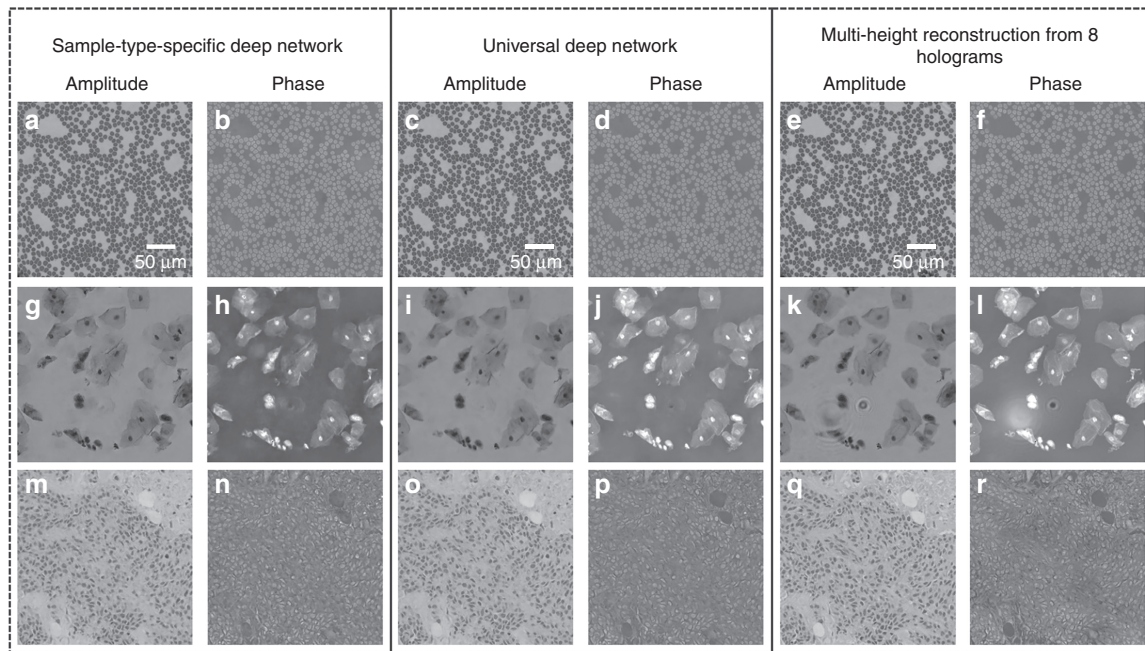 Sample-type-specific deep network
Universal deep network
Multi-height reconstruction from 8
holograms
Amplitude
Phase
Amplitude
Phase
Amplitude
Phase
a
b
c
d
e
f
50 μm
50 μm
50 μm
g
h
i
j
k
l
m
n
o
p
q
r